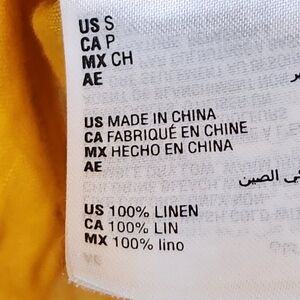 US S
CA P
MX CH
AE
US MADE IN CHINA
CA FABRIQUÉ EN CHINE
MX HECHO EN CHINA
AE
الصين
US 100% LINEN
CA 100% LIN
MX 100% lino